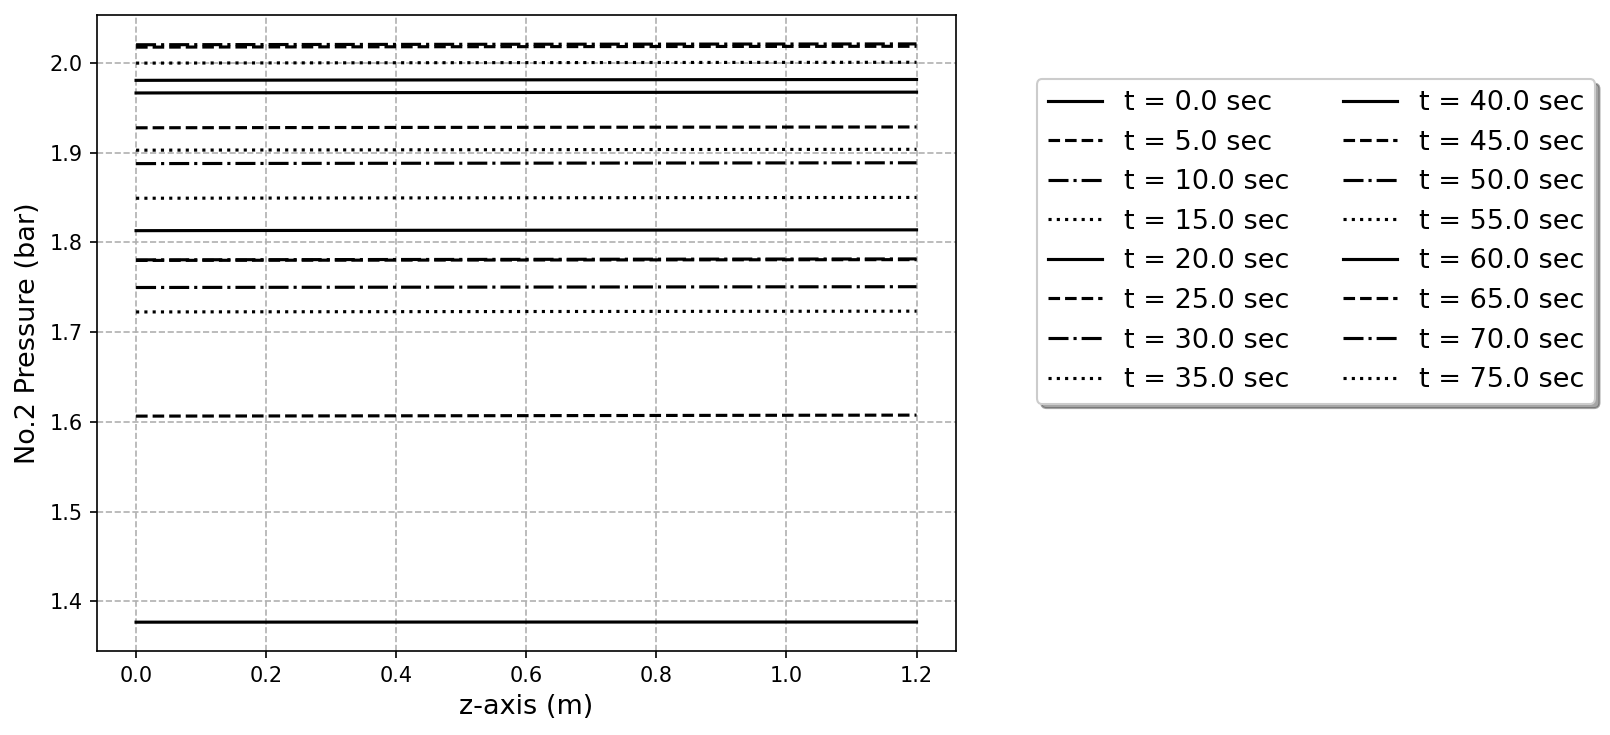 2.0
1.9
1.8
1.7
1.6
1.5
1.4
No.2 Pressure (bar)
0.0 0.2 0.4 0.6 0.8 1.0 1.2
z-axis (m)
t = 0.0 sec
t = 5.0 sec
t = 10.0 sec
t = 15.0 sec
t = 20.0 sec
t = 25.0 sec
t = 30.0 sec
t = 35.0 sec
t = 40.0 sec
t = 45.0 sec
t = 50.0 sec
t = 55.0 sec
t = 60.0 sec
t = 65.0 sec
t = 70.0 sec
t = 75.0 sec